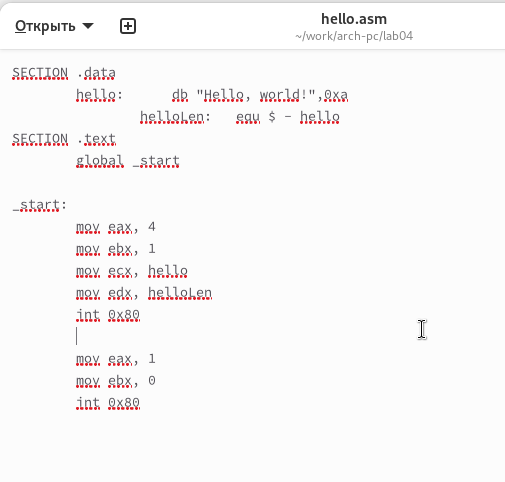 Открыть
hello.asm
~/work/arch-pc/lab04
SECTION .data
hello: db "Hello, world!",0xa
helloLen: equ $ - hello
SECTION .text
global _start
_start:
mov eax, 4
mov ebx, 1
mov ecx, hello
mov edx, helloLen
int 0x80
mov eax, 1
mov ebx, 0
int 0x80